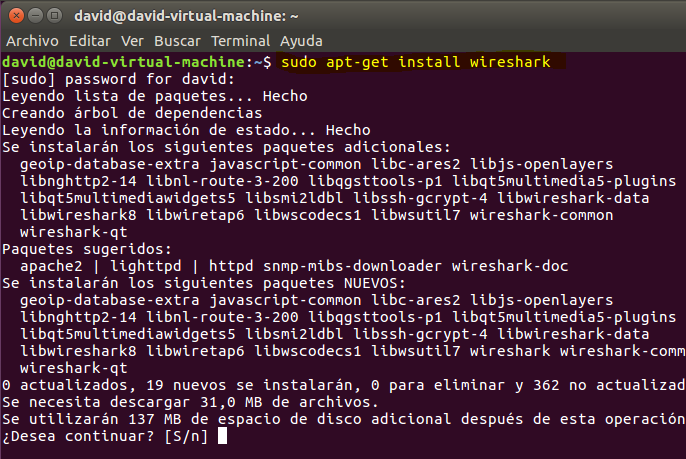 david@david-virtual-machine: ~
Archivo Editar Ver Buscar Terminal Ayuda
david@david-virtual-machine:~$ sudo apt-get install wireshark
[sudo] password for david:
Leyendo lista de paquetes... Hecho
Creando árbol de dependencias
Leyendo la información de estado... Hecho
Se instalarán los siguientes paquetes adicionales:
geoip-database-extra javascript-common libc-ares2 libjs-openlayers
libnghttp2-14 libnl-route-3-200 libqgsttools-p1 libqt5multimedia5-plugins
libqt5multimediawidgets5 libsmi2ldbl libssh-gcrypt-4 libwireshark-data
libwireshark8 libwiretap6 libwscodecs1 libwsutil7 wireshark-common
wireshark-qt
Paquetes sugeridos:
apache2 | lighttpd | httpd snmp-mibs-downloader wireshark-doc
Se instalarán los siguientes paquetes NUEVOS:
geoip-database-extra javascript-common libc-ares2 libjs-openlayers
libnghttp2-14 libnl-route-3-200 libqgsttools-p1 libqt5multimedia5-plugins
libqt5multimediawidgets5 libsmi2ldbl libssh-gcrypt-4 libwireshark-data
libwireshark8 libwiretap6 libwscodecs1 libwsutil7 wireshark wireshark-comm
wireshark-qt
0 actualizados, 19 nuevos se instalarán, 0 para eliminar y 362 no actualizad
Se necesita descargar 31,0 MB de archivos.
Se utilizarán 137 MB de espacio de disco adicional después de esta operación
¿Desea continuar? [S/n]